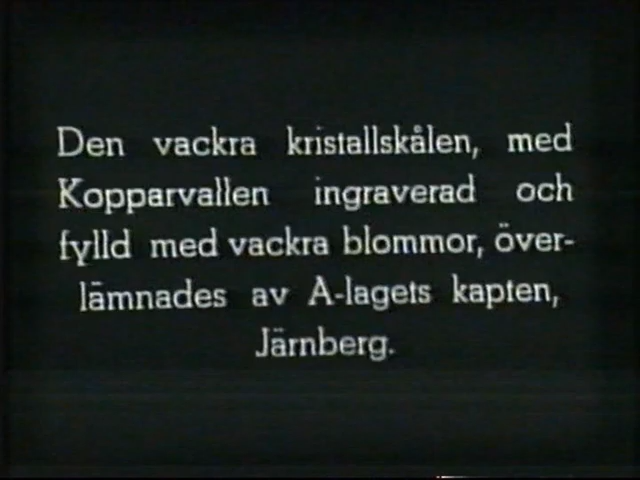 Den vackra kristallskålen, med
Kopparvallen ingraverad och
fylld med vackra blommor, över-
lämnades av A-lagets kapten,
Järnberg.